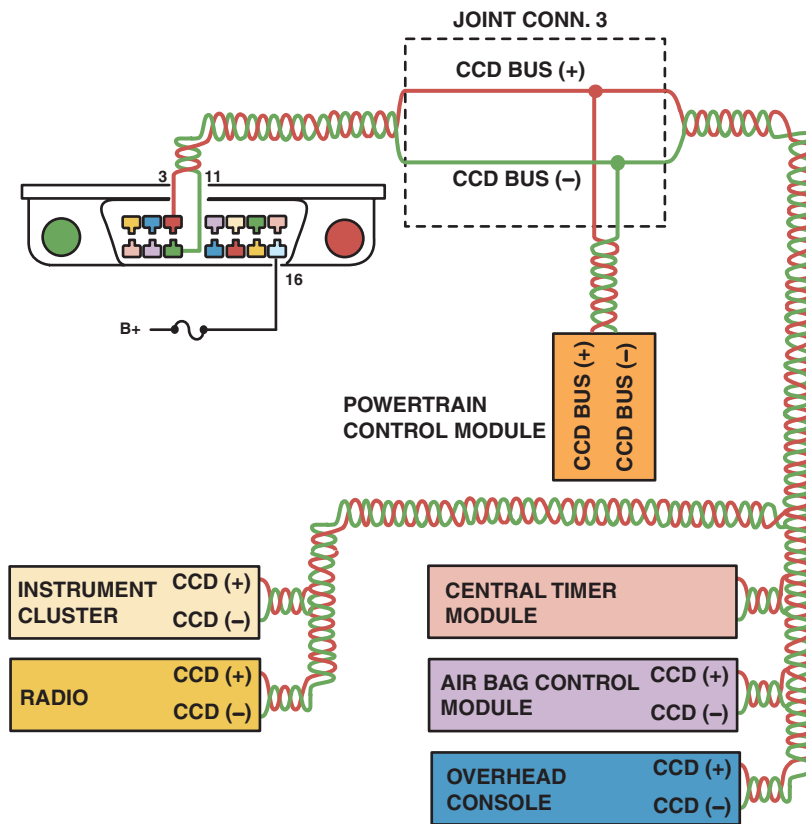 JOINT CONN. 3
CCD BUS (+)
CCD BUS (–)
3
11
16
B+
POWERTRAIN
CONTROL MODULE
CCD BUS (+)
CCD BUS (–)
INSTRUMENT
CLUSTER
CCD (+)
CCD (–)
RADIO
CCD (+)
CCD (–)
CENTRAL TIMER
MODULE
AIR BAG CONTROL
MODULE
CCD (+)
CCD (–)
OVERHEAD
CONSOLE
CCD (+)
CCD (–)